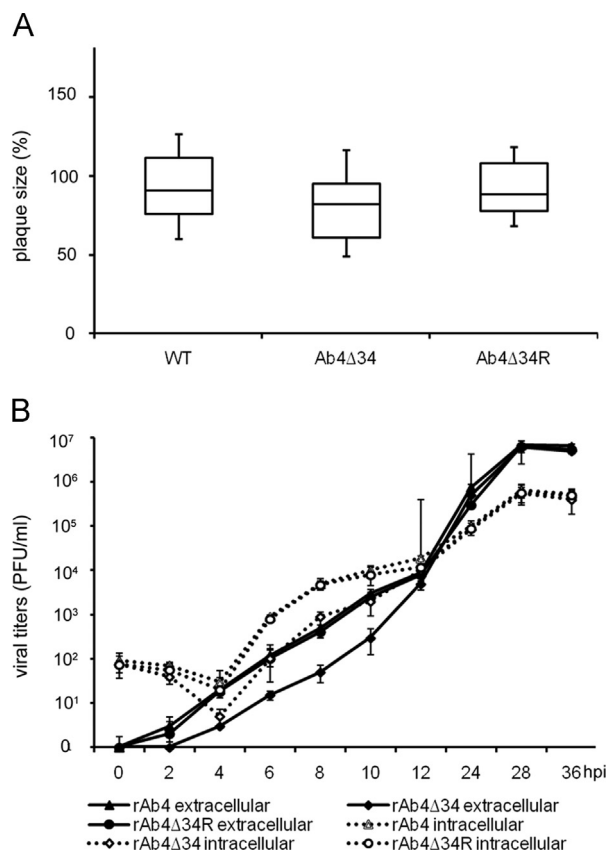 A
150
100
50
0
plaque size (%)
WT Ab4Δ34 Ab4Δ34R
B
10⁷
10⁶
10⁵
10⁴
10³
10²
10¹
0
viral titers (PFU/ml)
0 2 4 6 8 10 12 24 28 36 hpi
rAb4 extracellular rAb4Δ34 extracellular
rAb4Δ34R extracellular rAb4 intracellular
rAb4Δ34 intracellular rAb4Δ34R intracellular